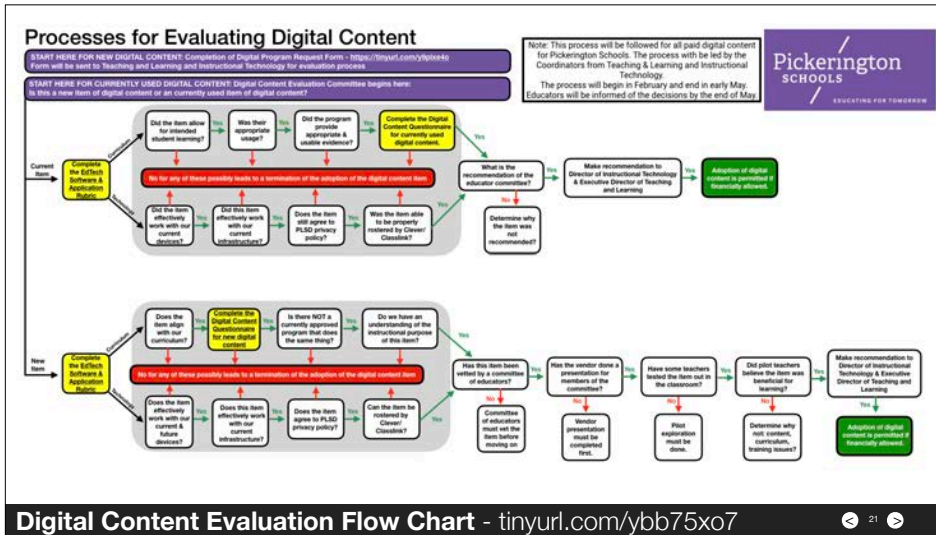 Processes for Evaluating Digital Content
START HERE FOR NEW DIGITAL CONTENT: Completion of Digital Program Request Form - https://tinyurl.com/y9pixe4o
Form will be sent to Teaching and Learning and Instructional Technology for evaluation process
START HERE FOR CURRENTLY USED DIGITAL CONTENT: Digital Content Evaluation Committee begins here:
Is this a new item of digital content or an currently used item of digital content?
Note: This process will be followed for all paid digital content
for Pickerington Schools. The process with be led by the
Coordinators from Teaching & Learning and Instructional
Technology.
The process will begin in February and end in early May.
Educators will be informed of the decisions by the end of May.
Pickerington
SCHOOLS
EDUCATING FOR TOMORROW
Current
Item
Complete
the EdTech
Software &
Application
Rubric
Curriculum
Technology
Did the item allow
for intended
student learning?
Yes
Was their
appropriate
usage?
Yes
Did the program
provide
appropriate &
usable evidence?
Yes
Complete the Digital
Content Questionnaire
for currently used
digital content.
Yes
No for any of these possibly leads to a termination of the adoption of the digital content item
Did the item
effectively
work with our
current
devices?
Yes
Did this item
effectively work
with our
current
infrastructure?
Yes
Does the item
still agree to
PLSD privacy
policy?
Yes
Was the item able
to be properly
rostered by Clever/
Classlink?
Yes
What is the
recommendation of the
educator committee?
Yes
No
Determine why
the item was
not
recommended?
Make recommendation to
Director of Instructional Technology
& Executive Director of Teaching
and Learning
Yes
Adoption of digital
content is permitted if
financially allowed.
New
Item
Complete
the EdTech
Software &
Application
Rubric
Curriculum
Technology
Does the
item align
with our
curriculum?
Yes
Complete the
Digital Content
Questionnaire
for new digital
content
Yes
Is there NOT a
currently approved
program that does
the same thing?
Yes
Do we have an
understanding of the
instructional purpose
of this item?
Yes
No for any of these possibly leads to a termination of the adoption of the digital content item
Does the item
effectively
work with our
current &
future
devices?
Yes
Does this item
effectively work
with our
current
infrastructure?
Yes
Does the item
agree to PLSD
privacy policy?
Yes
Can the item be
rostered by
Clever/
Classlink?
Yes
Has this item been
vetted by a committee
of educators?
Yes
No
Committee
of educators
must vet the
item before
moving on
Has the vendor done a
presentation for
members of the
committee?
Yes
No
Vendor
presentation
must be
completed
first.
Have some teachers
tested the item out in
the classroom?
Yes
No
Pilot
exploration
must be
done.
Did pilot teachers
believe the item was
beneficial for
learning?
Yes
No
Determine why
not: content,
curriculum,
training issues?
Make recommendation to
Director of Instructional
Technology & Executive
Director of Teaching and
Learning
Yes
Adoption of digital
content is permitted if
financially allowed.
Digital Content Evaluation Flow Chart - tinyurl.com/ybb75xo7
21